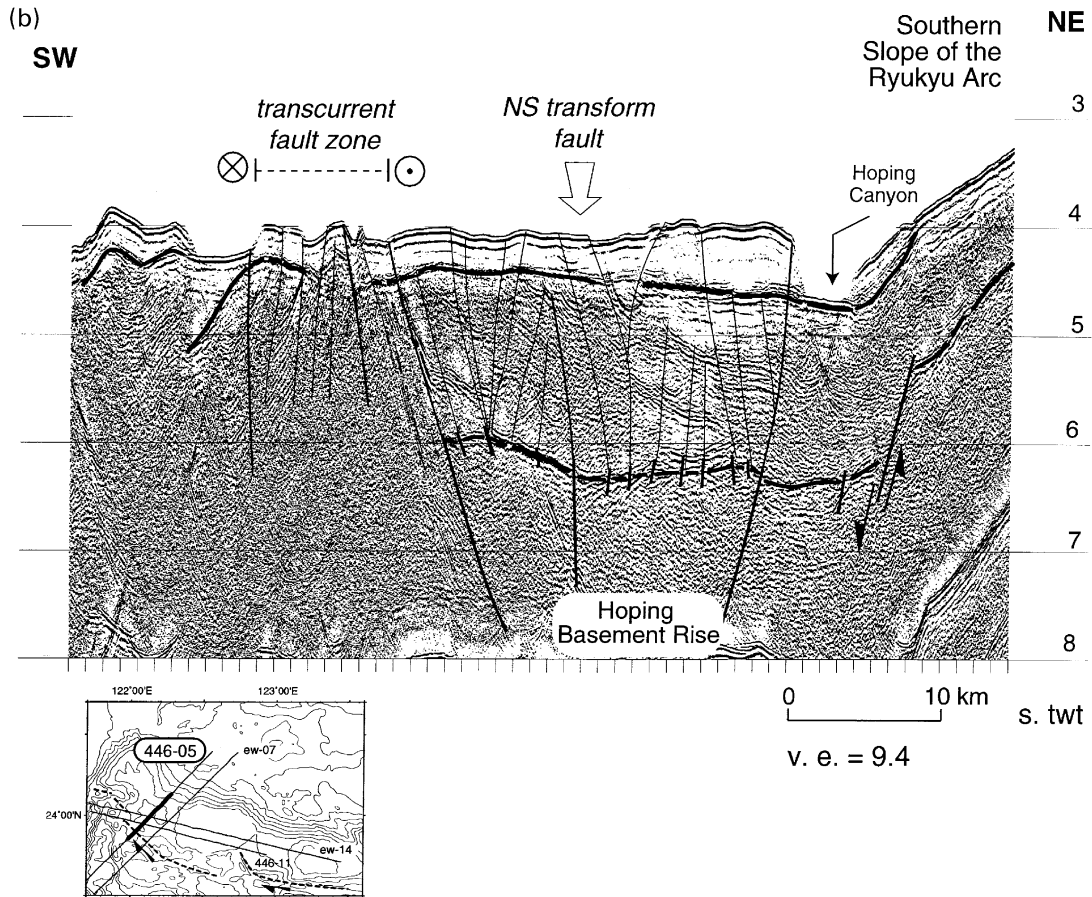 (b)
SW
NE
Southern
Slope of the
Ryukyu Arc
transcurrent
fault zone
NS transform
fault
Hoping
Canyon
3
4
5
6
7
8
Hoping
Basement Rise
0 10 km
s. twt
v. e. = 9.4
122°00'E 123°00'E
446-05
ew-07
24°00'N
ew-14
446-11